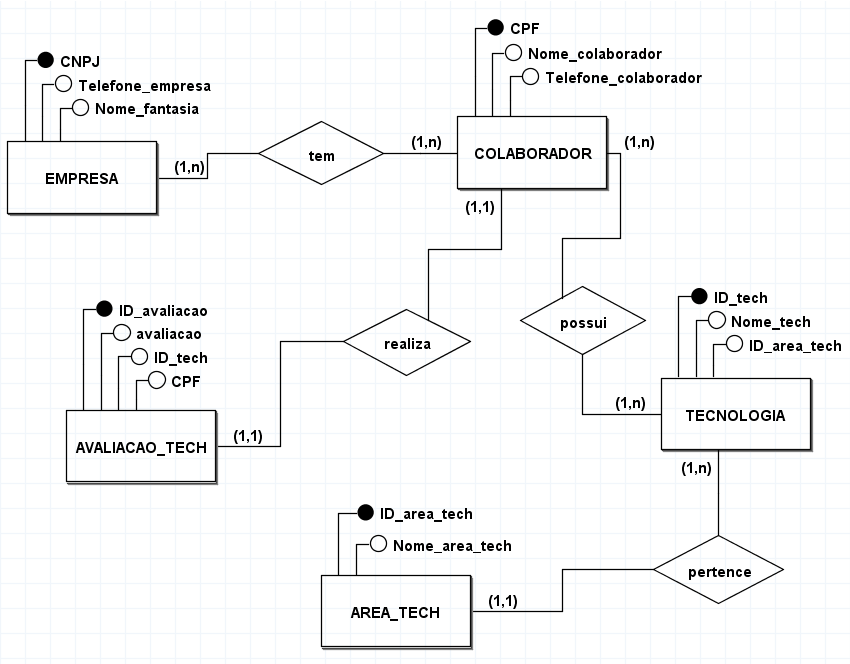 CPF
Nome_colaborador
Telefone_colaborador
CNPJ
Telefone_empresa
Nome_fantasia
EMPRESA
(1,n)
tem
(1,n)
COLABORADOR
(1,n)
(1,1)
ID_avaliacao
avaliacao
ID_tech
CPF
AVALIACAO_TECH
(1,1)
realiza
possui
ID_tech
Nome_tech
ID_area_tech
(1,n)
TECNOLOGIA
(1,n)
ID_area_tech
Nome_area_tech
AREA_TECH
(1,1)
pertence